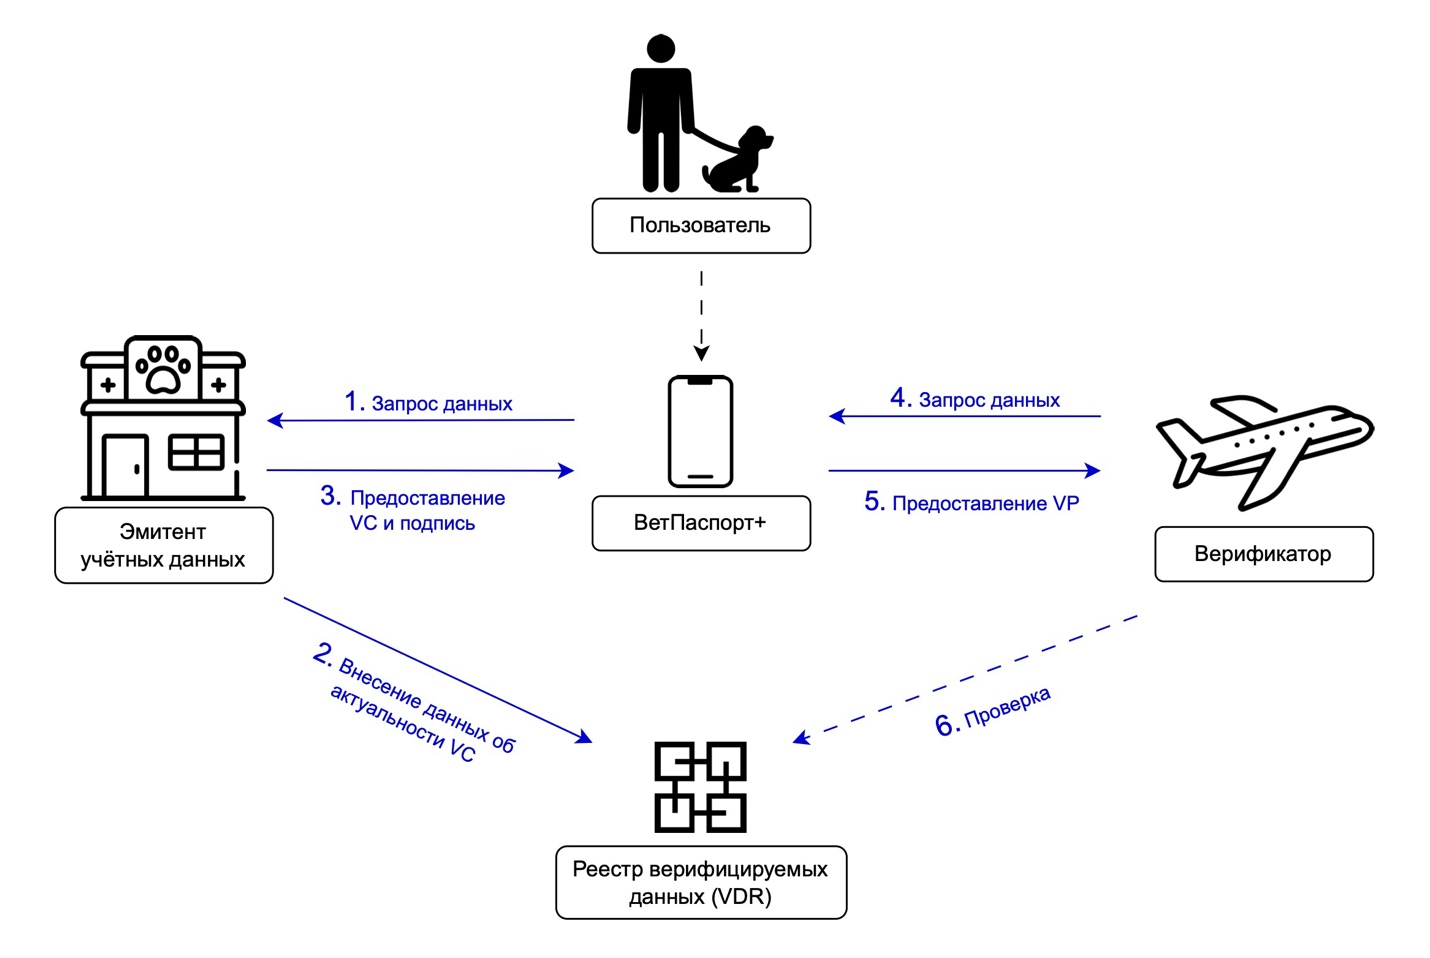 Пользователь
1. Запрос данных
4. Запрос данных
3. Предоставление
VC и подпись
5. Предоставление VP
ВетПаспорт+
Эмитент
учётных данных
Верификатор
2. Внесение данных об
актуальности VC
6. Проверка
Реестр верифицируемых
данных (VDR)